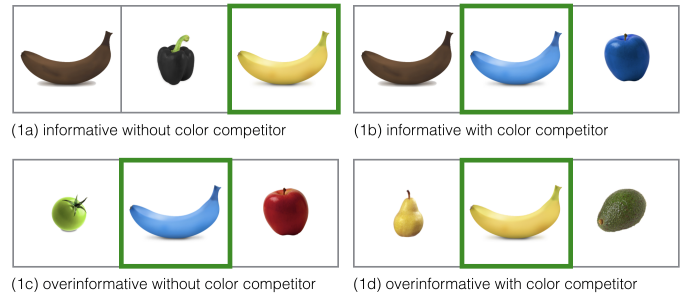 (1a) informative without color competitor
(1b) informative with color competitor
(1c) overinformative without color competitor
(1d) overinformative with color competitor